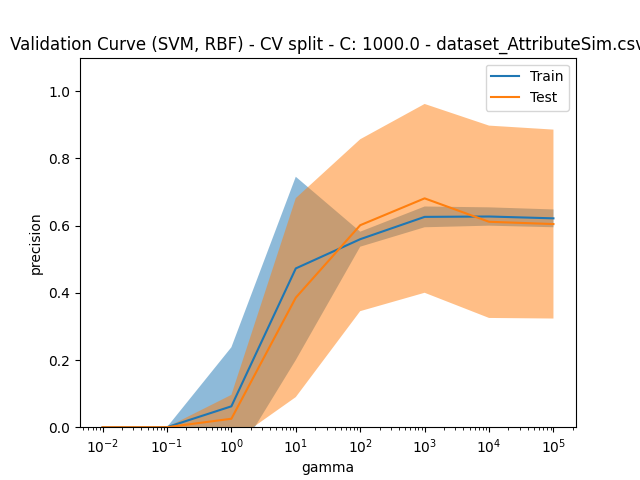 Validation Curve (SVM, RBF) - CV split - C: 1000.0 - dataset_AttributeSim.csv
Train
Test
1.0
0.8
0.6
0.4
0.2
0.0
precision
10⁻² 10⁻¹ 10⁰ 10¹ 10² 10³ 10⁴ 10⁵
gamma